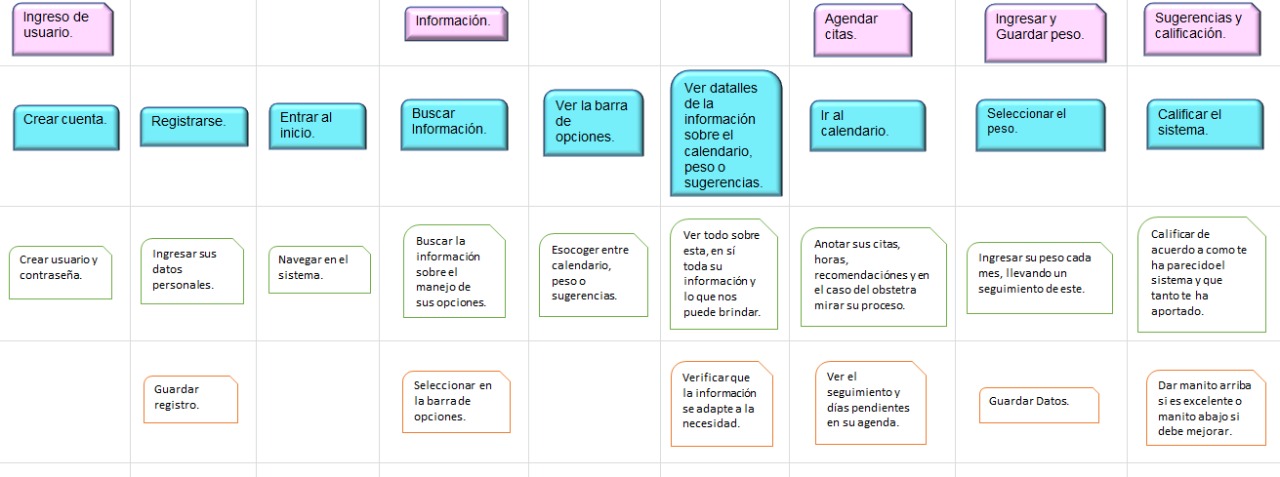 Ingreso de
usuario.
Información.
Agendar
citas.
Ingresar y
Guardar peso.
Sugerencias y
calificación.
Crear cuenta.
Registrarse.
Entrar al
inicio.
Buscar
Información.
Ver la barra
de
opciones.
Ver datalles
de la
información
sobre el
calendario,
peso o
sugerencias.
Ir al
calendario.
Seleccionar el
peso.
Calificar el
sistema.
Crear usuario y
contraseña.
Ingresar sus
datos
personales.
Navegar en el
sistema.
Buscar la
información
sobre el
manejo de
sus opciones.
Esocoger entre
calendario,
peso o
sugerencias.
Ver todo sobre
esta, en sí
toda su
información y
lo que nos
puede brindar.
Anotar sus citas,
horas,
recomendaciónes y en
el caso del obstetra
mirar su proceso.
Ingresar su peso cada
mes, llevando un
seguimiento de este.
Calificar de
acuerdo a como te
ha parecido el
sistema y que
tanto te ha
aportado.
Guardar
registro.
Seleccionar en
la barra de
opciones.
Verificar que
la información
se adapte a la
necesidad.
Ver el
seguimiento y
días pendientes
en su agenda.
Guardar Datos.
Dar manito arriba
si es excelente o
manito abajo si
debe mejorar.